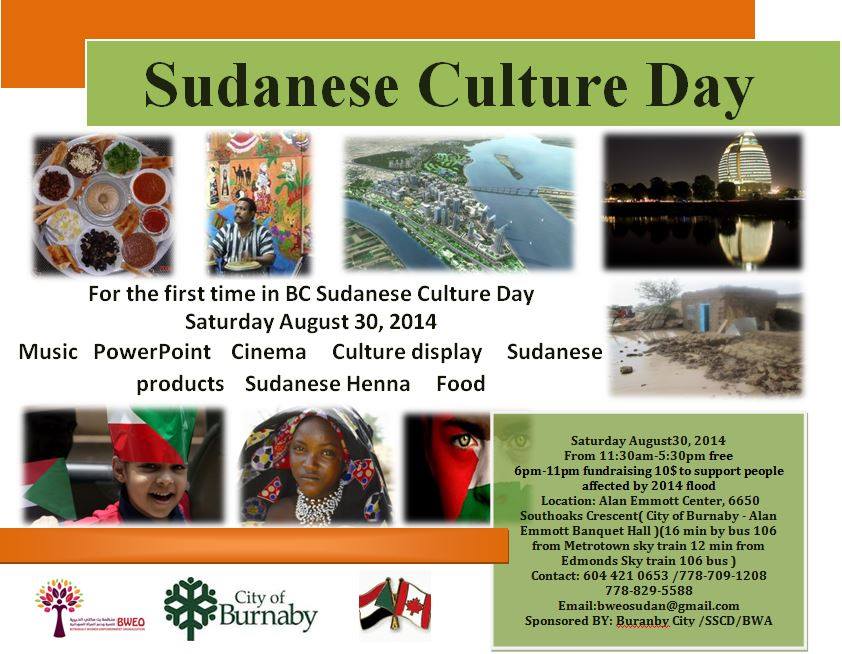 Sudanese Culture Day
For the first time in BC Sudanese Culture Day
Saturday August 30, 2014
Music PowerPoint Cinema Culture display Sudanese
products Sudanese Henna Food
Saturday August30, 2014
From 11:30am-5:30pm free
6pm-11pm fundraising 10$ to support people
affected by 2014 flood
Location: Alan Emmott Center, 6650
Southoaks Crescent( City of Burnaby - Alan
Emmott Banquet Hall )(16 min by bus 106
from Metrotown sky train 12 min from
Edmonds Sky train 106 bus )
Contact: 604 421 0653 /778-709-1208
778-829-5588
Email:bweosudan@gmail.com
Sponsored BY: Buranby City /SSCD/BWA
BWEO
City of
Burnaby